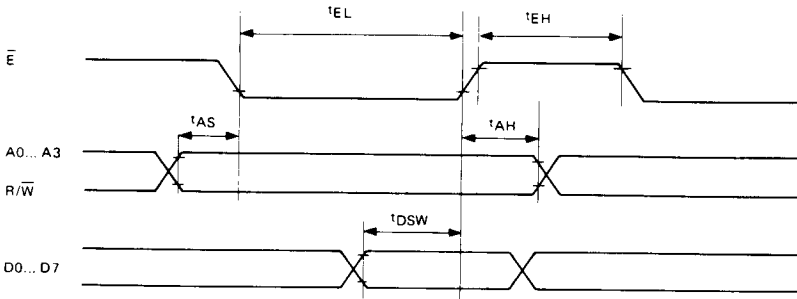 tEL
tEH
E̅
tAS
tAH
A0... A3
R/W̅
tDSW
D0... D7